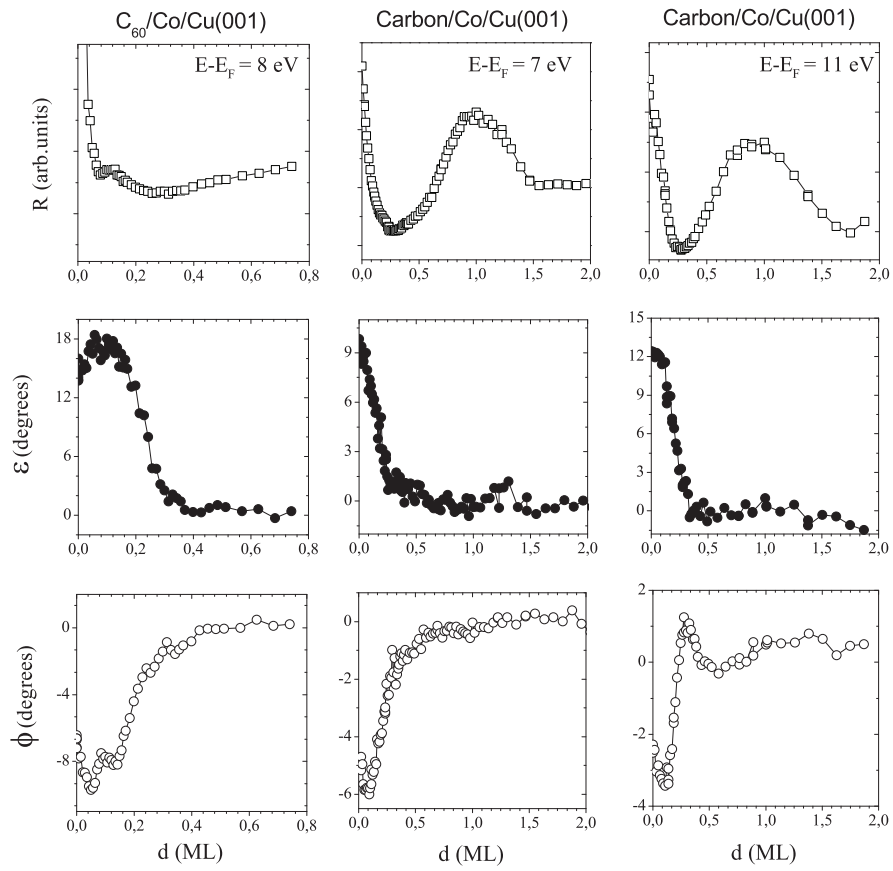 C60/Co/Cu(001) Carbon/Co/Cu(001) Carbon/Co/Cu(001)
E-EF = 8 eV E-EF = 7 eV E-EF = 11 eV
R (arb.units)
0,0 0,2 0,4 0,6 0,8 0,0 0,5 1,0 1,5 2,0 0,0 0,5 1,0 1,5 2,0
ε (degrees)
18 12 6 0
9 6 3 0
15 12 9 6 3 0
0,0 0,2 0,4 0,6 0,8 0,0 0,5 1,0 1,5 2,0 0,0 0,5 1,0 1,5 2,0
ϕ (degrees)
0 -4 -8
0 -2 -4 -6
2 0 -2 -4
0,0 0,2 0,4 0,6 0,8 0,0 0,5 1,0 1,5 2,0 0,0 0,5 1,0 1,5 2,0
d (ML) d (ML) d (ML)